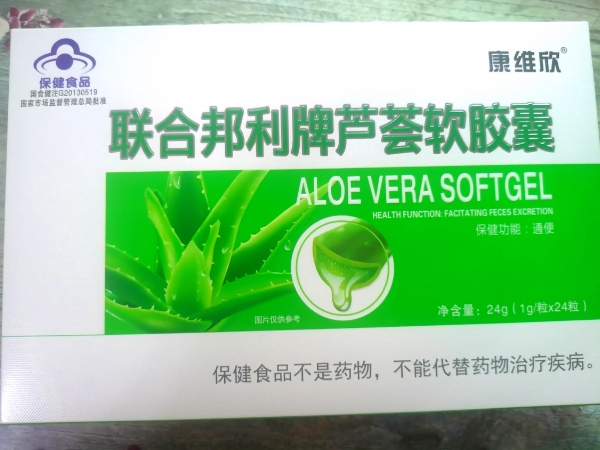 保健食品
国食健注G20130519
国家市场监督管理总局批准
康维欣®
联合邦利牌芦荟软胶囊
ALOE VERA SOFTGEL
HEALTH FUNCTION: FACITATING FECES EXCRETION
保健功能：通便
图片仅供参考
净含量：24g（1g/粒x24粒）
保健食品不是药物，不能代替药物治疗疾病。